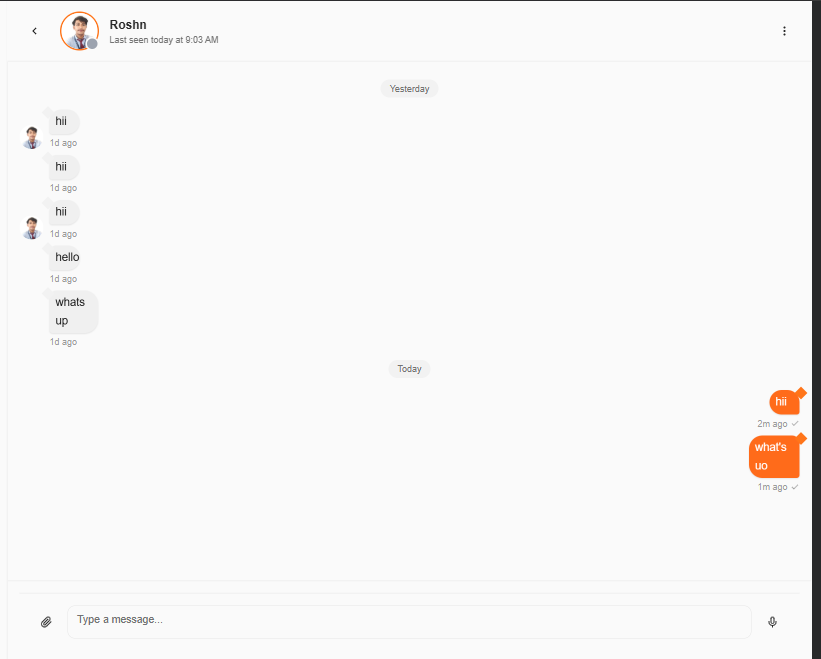 Roshn
Last seen today at 9:03 AM
Yesterday
hii
1d ago
hii
1d ago
hii
1d ago
hello
1d ago
whats
up
1d ago
Today
hii
2m ago
what's
uo
1m ago
Type a message...